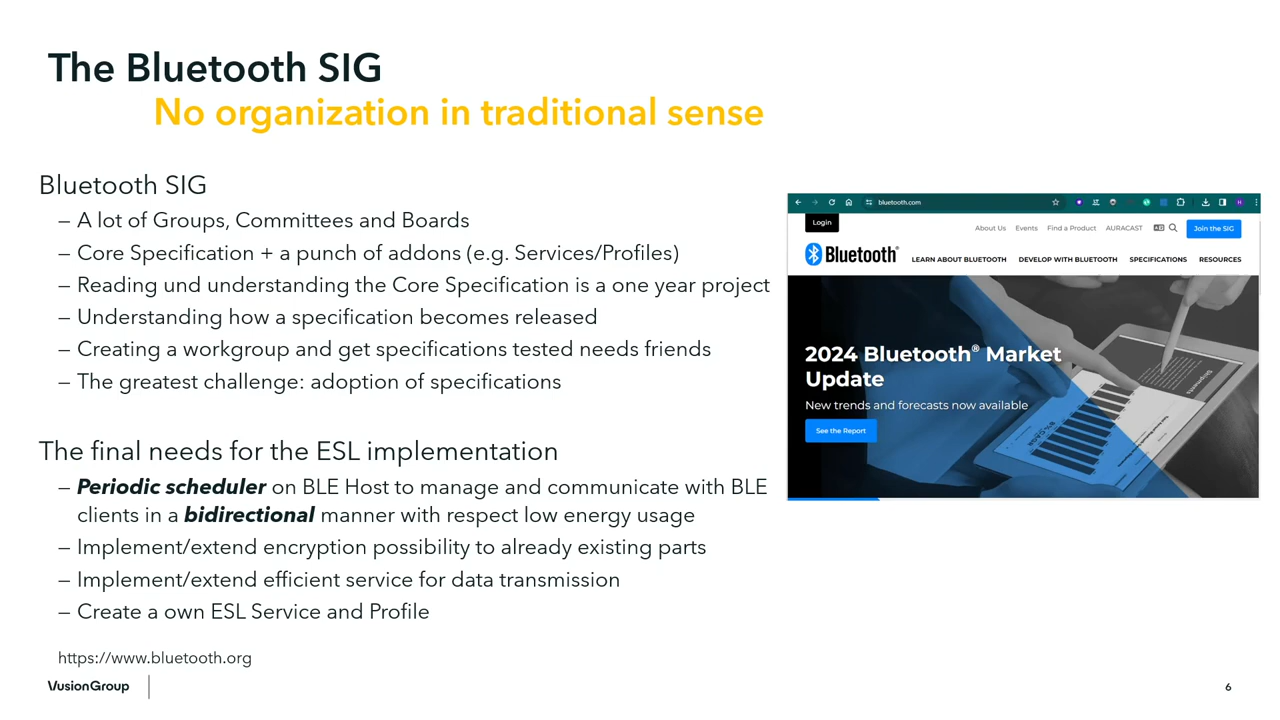 The Bluetooth SIG
No organization in traditional sense
Bluetooth SIG
– A lot of Groups, Committees and Boards
– Core Specification + a punch of addons (e.g. Services/Profiles)
– Reading und understanding the Core Specification is a one year project
– Understanding how a specification becomes released
– Creating a workgroup and get specifications tested needs friends
– The greatest challenge: adoption of specifications
The final needs for the ESL implementation
– Periodic scheduler on BLE Host to manage and communicate with BLE
clients in a bidirectional manner with respect low energy usage
– Implement/extend encryption possibility to already existing parts
– Implement/extend efficient service for data transmission
– Create a own ESL Service and Profile
https://www.bluetooth.org
VusionGroup
6
bluetooth.com
Login
About Us Events Find a Product AURACAST
Join the SIG
Bluetooth®
LEARN ABOUT BLUETOOTH DEVELOP WITH BLUETOOTH SPECIFICATIONS RESOURCES
2024 Bluetooth® Market
Update
New trends and forecasts now available
See the Report
Shipments